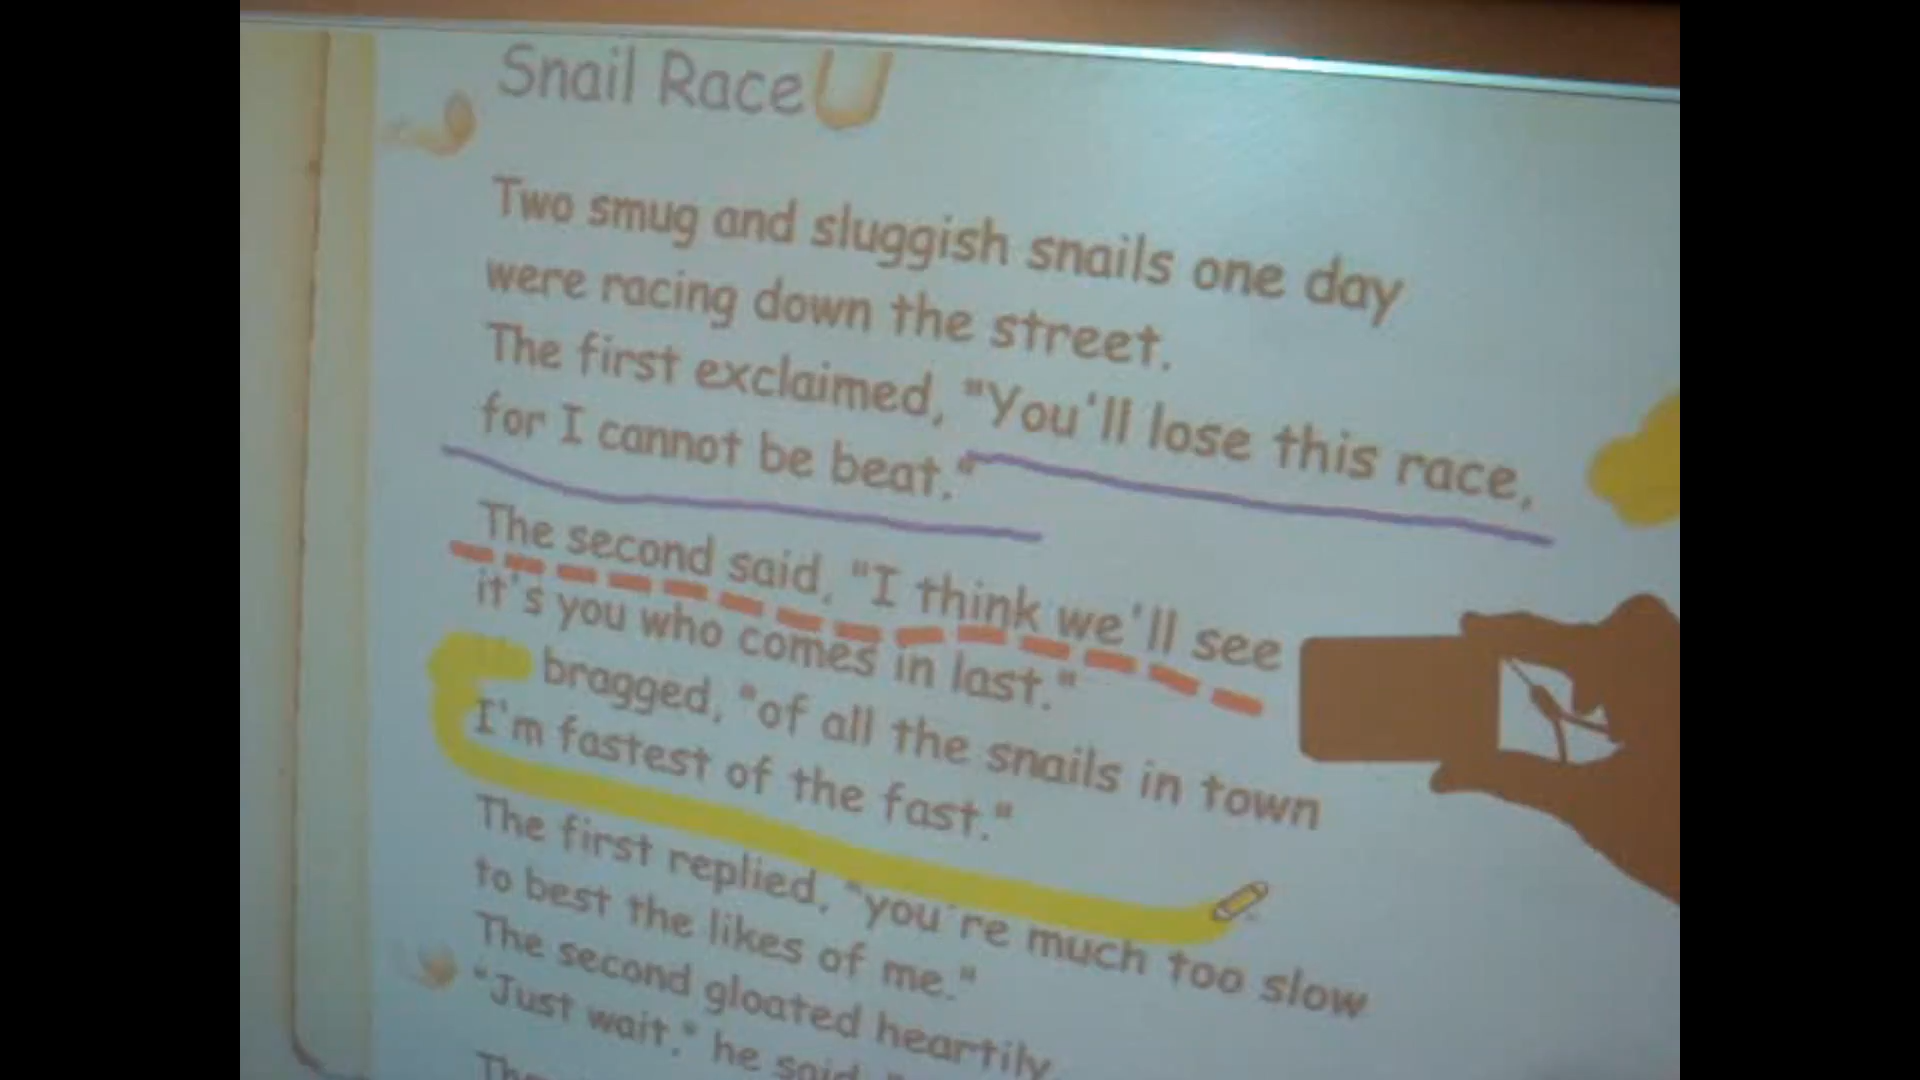 Snail Race
Two smug and sluggish snails one day
were racing down the street.
The first exclaimed, "You'll lose this race,
for I cannot be beat."
The second said, "I think we'll see
it's you who comes in last."
bragged, "of all the snails in town
I'm fastest of the fast."
The first replied, "you're much too slow
to best the likes of me."
The second gloated heartily
"Just wait." he said, "